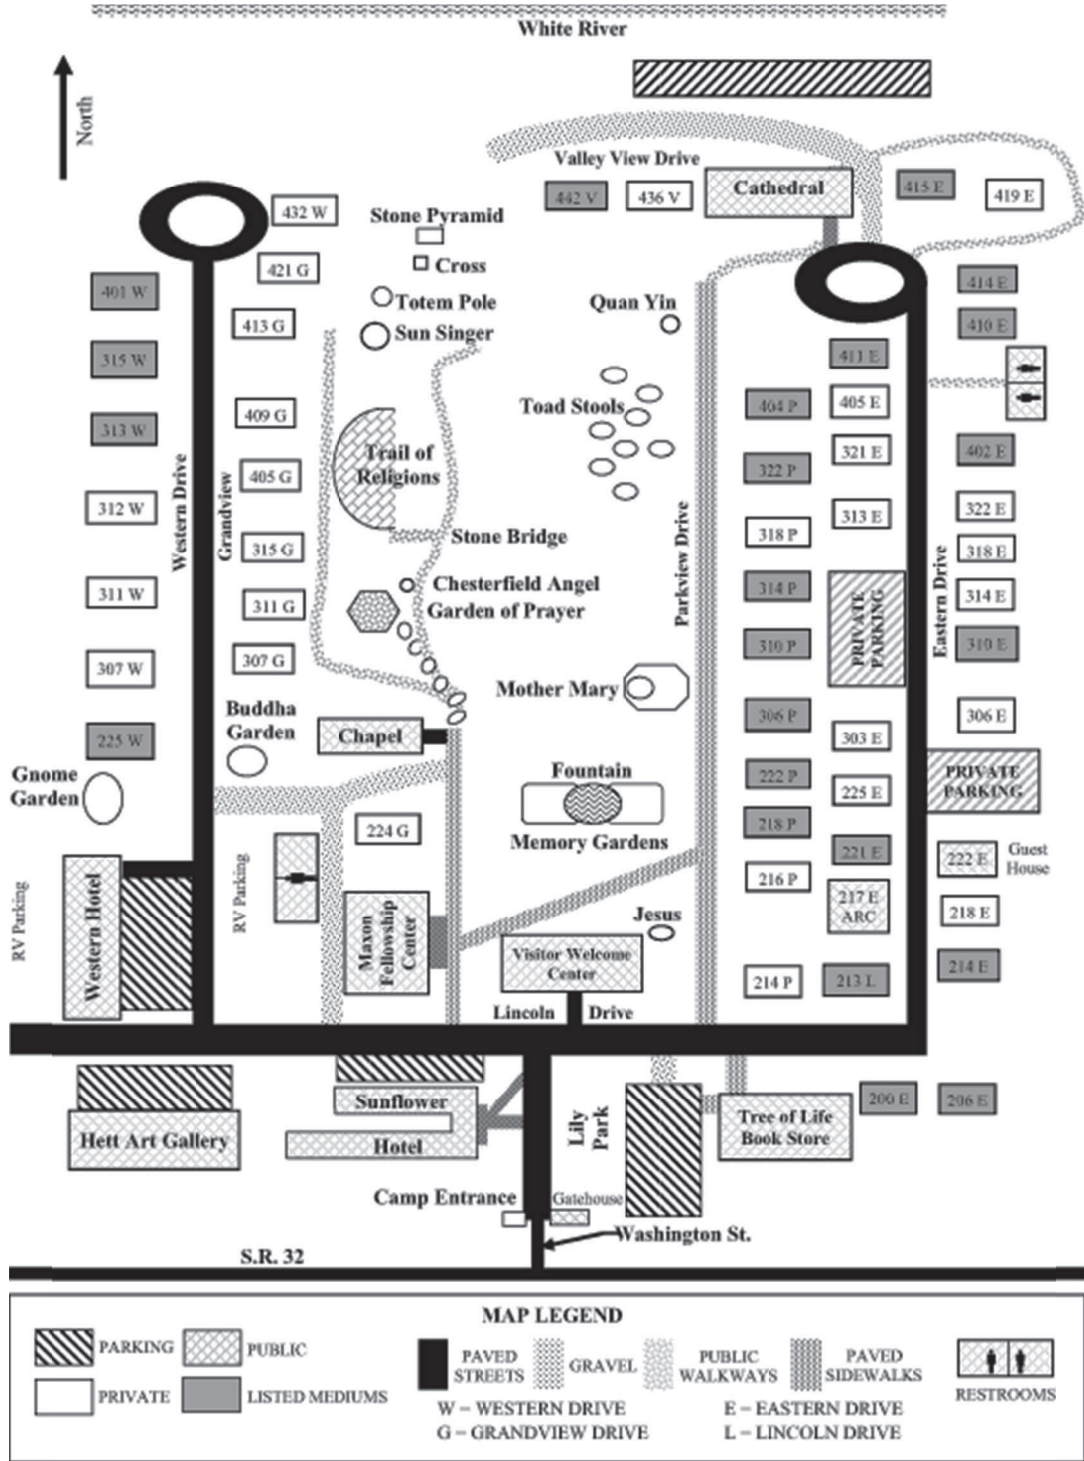 White River
North
Valley View Drive
442 V
436 V
Cathedral
415 E
419 E
432 W
Stone Pyramid
421 G
Cross
401 W
Totem Pole
Quan Yin
414 E
413 G
Sun Singer
410 E
315 W
411 E
Toad Stools
404 P
405 E
409 G
313 W
Trail of
Religions
321 E
402 E
405 G
322 P
Western Drive
Grandview
Parkview Drive
Eastern Drive
312 W
313 E
322 E
318 P
Stone Bridge
315 G
318 E
Chesterfield Angel
Garden of Prayer
311 W
311 G
314 P
PRIVATE
PARKING
314 E
310 P
310 E
307 W
307 G
Mother Mary
Buddha
Garden
306 P
306 E
225 W
Chapel
303 E
Gnome
Garden
Fountain
222 P
PRIVATE
PARKING
225 E
Memory Gardens
218 P
224 G
221 E
222 E
Guest
House
216 P
RV Parking
Western Hotel
RV Parking
Maxon
Fellowship
Center
Jesus
217 E
ARC
218 E
Visitor Welcome
Center
214 P
213 L
214 E
Lincoln Drive
Sunflower
Hotel
Hett Art Gallery
Lily
Park
Tree of Life
Book Store
200 E
206 E
Camp Entrance
Gatehouse
Washington St.
S.R. 32
MAP LEGEND
PARKING
PUBLIC
PAVED
STREETS
GRAVEL
PUBLIC
WALKWAYS
PAVED
SIDEWALKS
PRIVATE
LISTED MEDIUMS
RESTROOMS
W – WESTERN DRIVE
E – EASTERN DRIVE
G – GRANDVIEW DRIVE
L – LINCOLN DRIVE